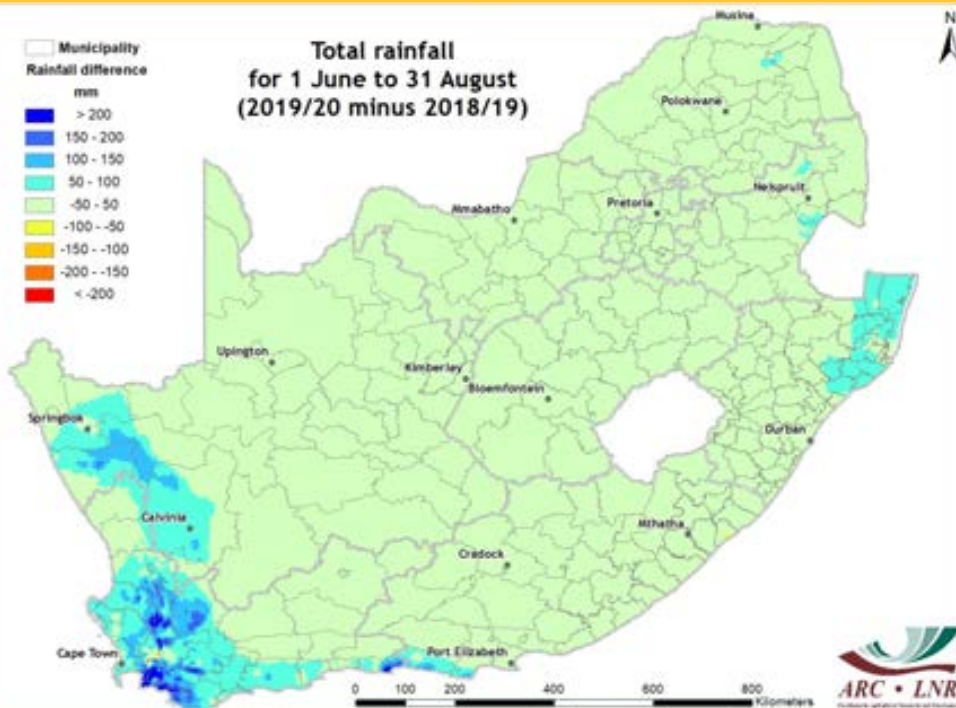 Musina
N
Municipality
Rainfall difference
mm
> 200
150 - 200
100 - 150
50 - 100
-50 - 50
-100 - -50
-150 - -100
-200 - -150
< -200
Total rainfall
for 1 June to 31 August
(2019/20 minus 2018/19)
Polokwane
Nelspruit
Pretoria
Mmabatho
Upington
Kimberley
Bloemfontein
Springbok
Durban
Calvinia
Mthatha
Cradock
Cape Town
Port Elizabeth
0 100 200 400 600 800
Kilometers
ARC • LNR